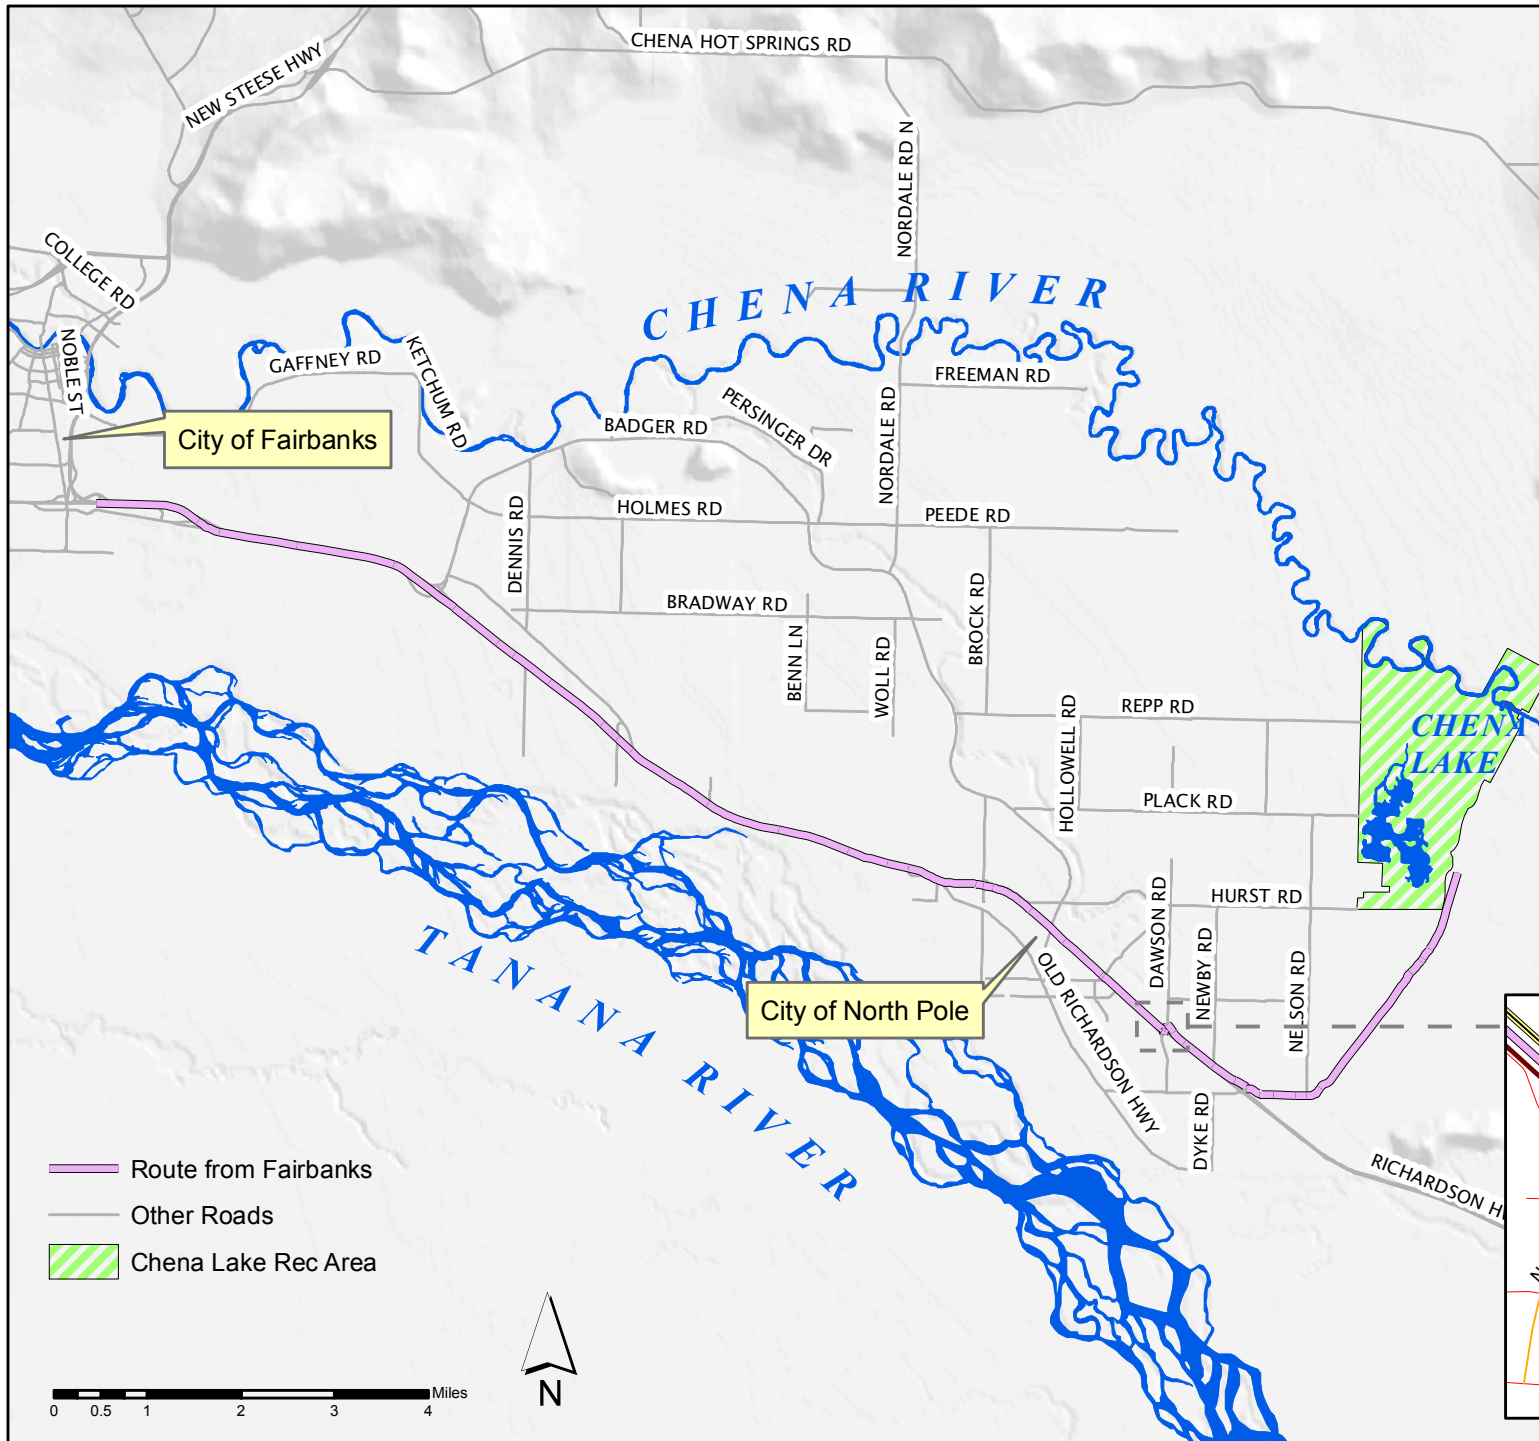 CHENA HOT SPRINGS RD
NEW STEESE HWY
NORDALE RD N
COLLEGE RD
CHENA RIVER
NOBLE ST
GAFFNEY RD
KETCHUM RD
FREEMAN RD
BADGER RD
PERSINGER DR
NORDALE RD
City of Fairbanks
HOLMES RD
PEEDE RD
DENNIS RD
BRADWAY RD
BROCK RD
BENN LN
WOLL RD
HOLLOWELL RD
REPP RD
CHENA
LAKE
PLACK RD
HURST RD
DAWSON RD
NEWBY RD
NELSON RD
TANANA RIVER
City of North Pole
OLD RICHARDSON HWY
DYKE RD
RICHARDSON
Route from Fairbanks
Other Roads
Chena Lake Rec Area
N
Miles
0 0.5 1 2 3 4